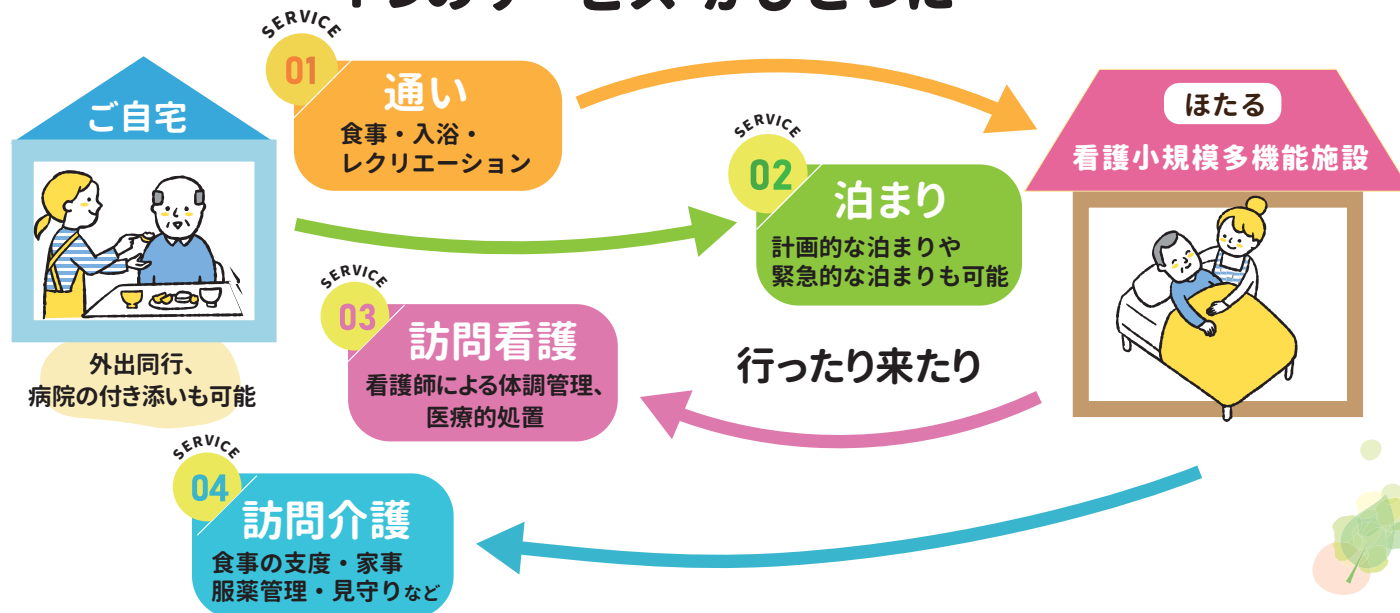 SERVICE
01
通い
食事・入浴・
レクリエーション
ご自宅
外出同行、
病院の付き添いも可能
SERVICE
02
泊まり
計画的な泊まりや
緊急的な泊まりも可能
ほたる
看護小規模多機能施設
SERVICE
03
訪問看護
看護師による体調管理、
医療的処置
行ったり来たり
SERVICE
04
訪問介護
食事の支度・家事
服薬管理・見守りなど